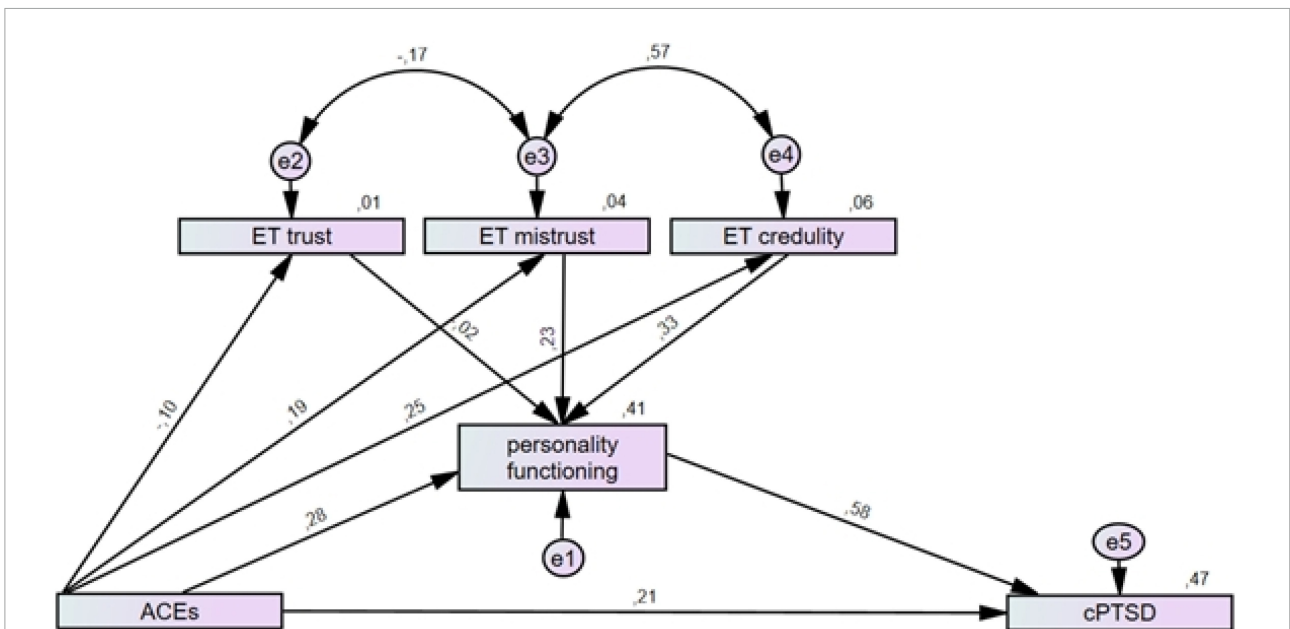 -,17
,57
e2
e3
e4
,01
,04
,06
ET trust
ET mistrust
ET credulity
-,02
,23
,33
-,10
,19
,25
,41
personality
functioning
,28
,58
e1
e5
,21
,47
ACEs
cPTSD